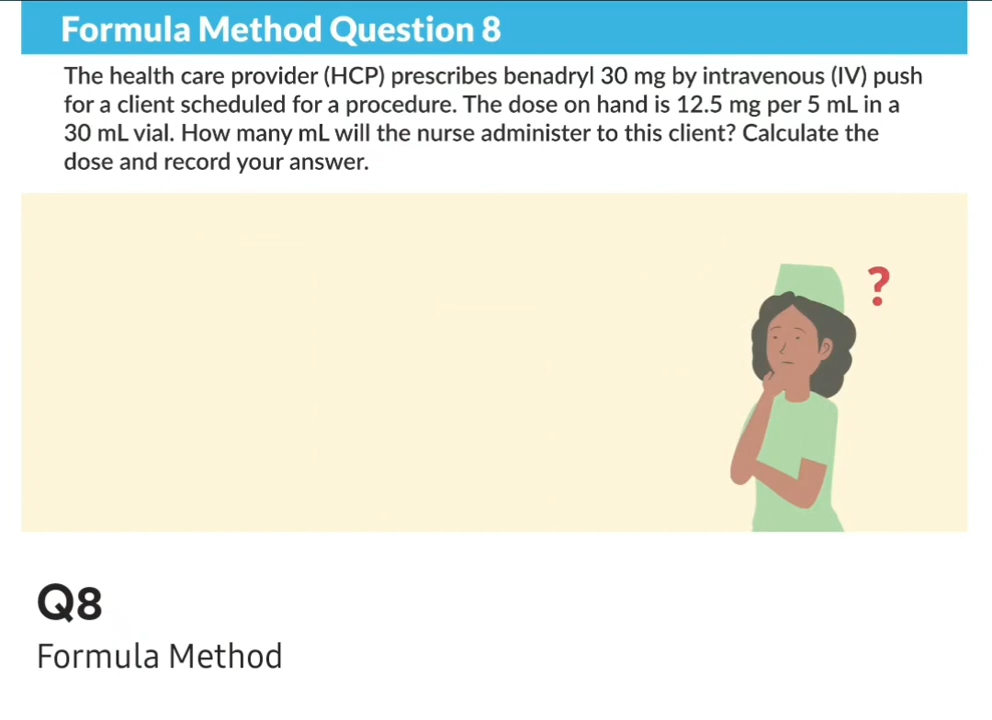 Formula Method Question 8
The health care provider (HCP) prescribes benadryl 30 mg by intravenous (IV) push
for a client scheduled for a procedure. The dose on hand is 12.5 mg per 5 mL in a
30 mL vial. How many mL will the nurse administer to this client? Calculate the
dose and record your answer.
?
Q8
Formula Method